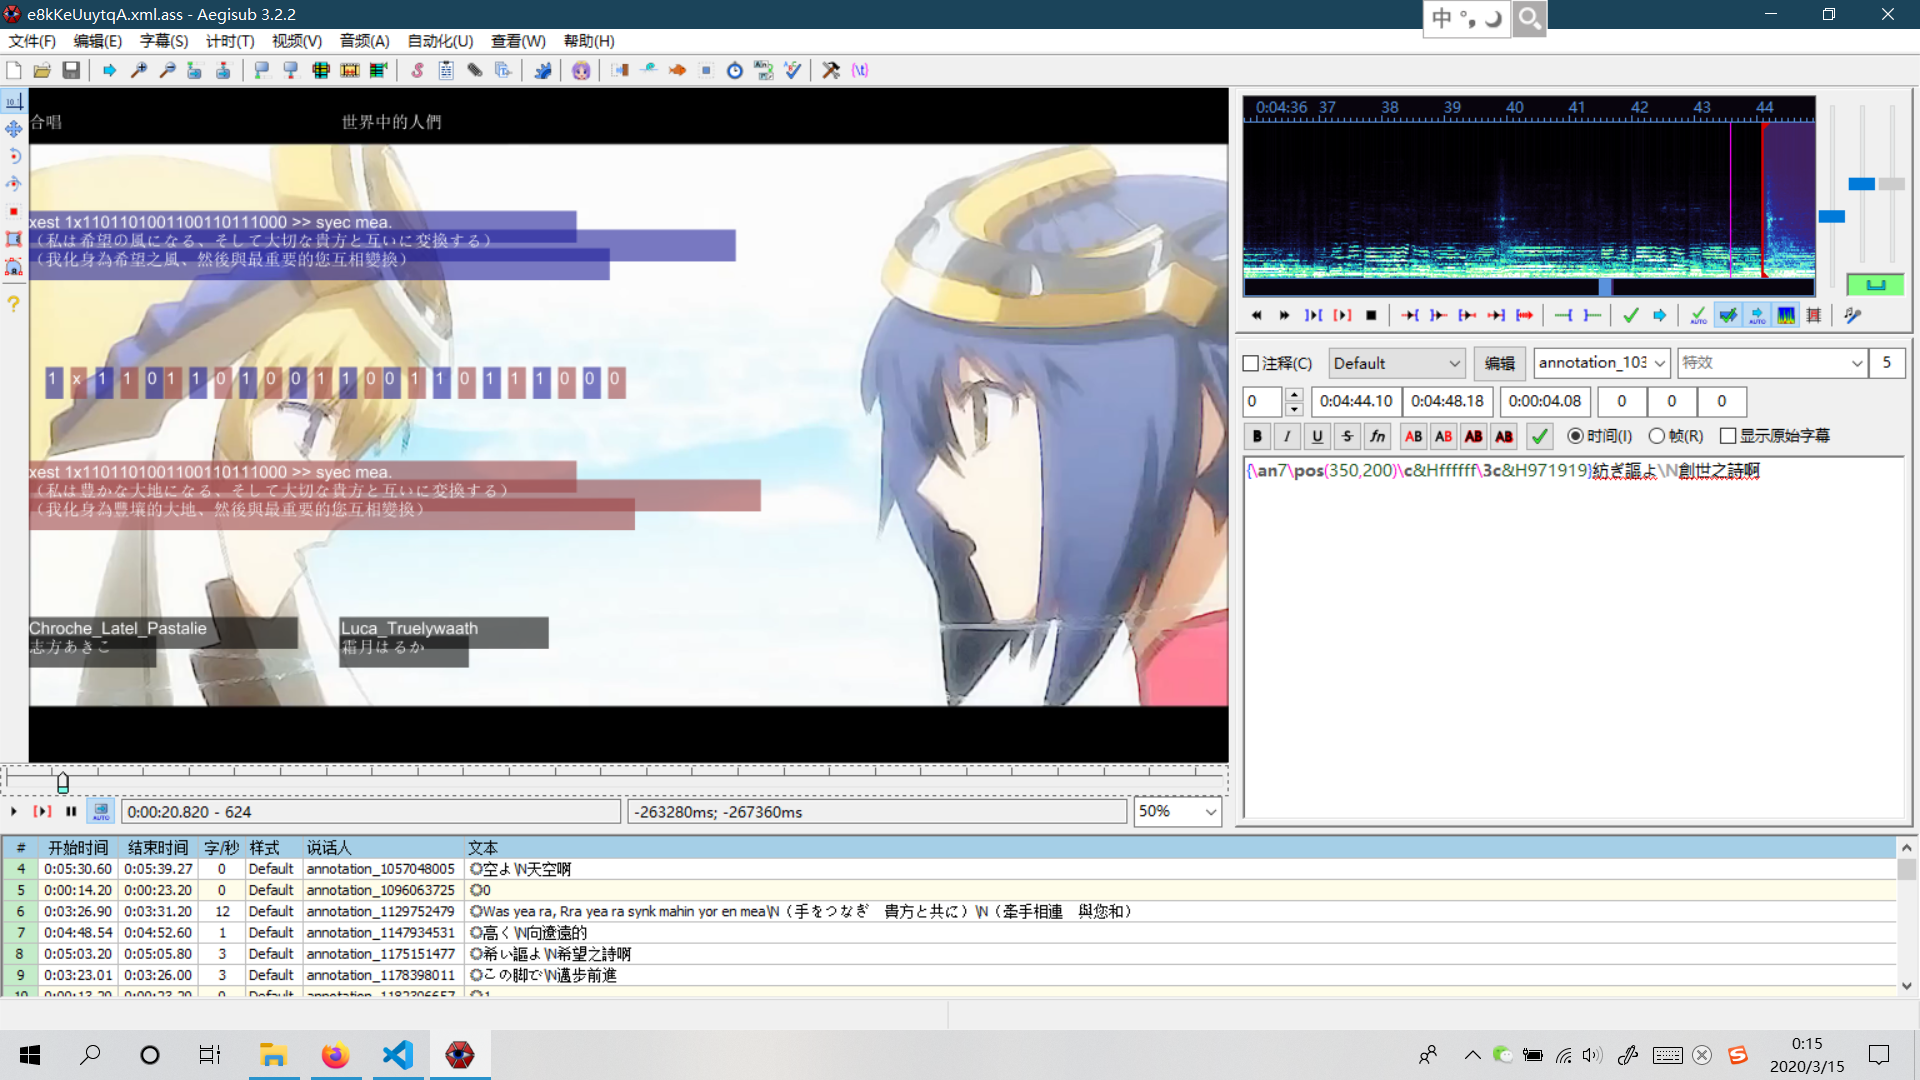 e8kKeUuytqA.xml.ass - Aegisub 3.2.2
中 °,
文件(F) 编辑(E) 字幕(S) 计时(T) 视频(V) 音频(A) 自动化(U) 查看(W) 帮助(H)
合唱 世界中的人們
xest 1x1101101001100110111000 >> syec mea.
（私は希望の風になる、そして大切な貴方と互いに変換する）
（我化身為希望之風、然後與最重要的您互相變換）
1 x 1 1 0 1 1 0 1 0 0 1 1 0 0 1 1 0 1 1 1 0 0 0
xest 1x1101101001100110111000 >> syec mea.
（私は豊かな大地になる、そして大切な貴方と互いに変換する）
（我化身為豐壤的大地、然後與最重要的您互相變換）
Chroche_Latel_Pastalie Luca_Truelywaath
志方あきこ 霜月はるか
0:00:20.820 - 624 -263280ms; -267360ms 50%
0:04:36 37 38 39 40 41 42 43 44
注释(C) Default 编辑 annotation_103 特效 5
0 0:04:44.10 0:04:48.18 0:00:04.08 0 0 0
B I U S fn AB AB AB AB 时间(I) 帧(R) 显示原始字幕
{\an7\pos(350,200)\c&Hffffff\3c&H971919}紡ぎ謳よ\N創世之詩啊
# 开始时间 结束时间 字/秒 样式 说话人 文本
4 0:05:30.60 0:05:39.27 0 Default annotation_1057048005 空よ\N天空啊
5 0:00:14.20 0:00:23.20 0 Default annotation_1096063725 0
6 0:03:26.90 0:03:31.20 12 Default annotation_1129752479 Was yea ra, Rra yea ra synk mahin yor en mea\N（手をつなぎ　貴方と共に）\N（牽手相連　與您和）
7 0:04:48.54 0:04:52.60 1 Default annotation_1147934531 高く\N向遼遠的
8 0:05:03.20 0:05:05.80 3 Default annotation_1175151477 希い謳よ\N希望之詩啊
9 0:03:23.01 0:03:26.00 3 Default annotation_1178398011 この脚で\N邁步前進
10 0:00:13.20 0:00:23.20 0 Default annotation_1182306657 1
0:15
2020/3/15